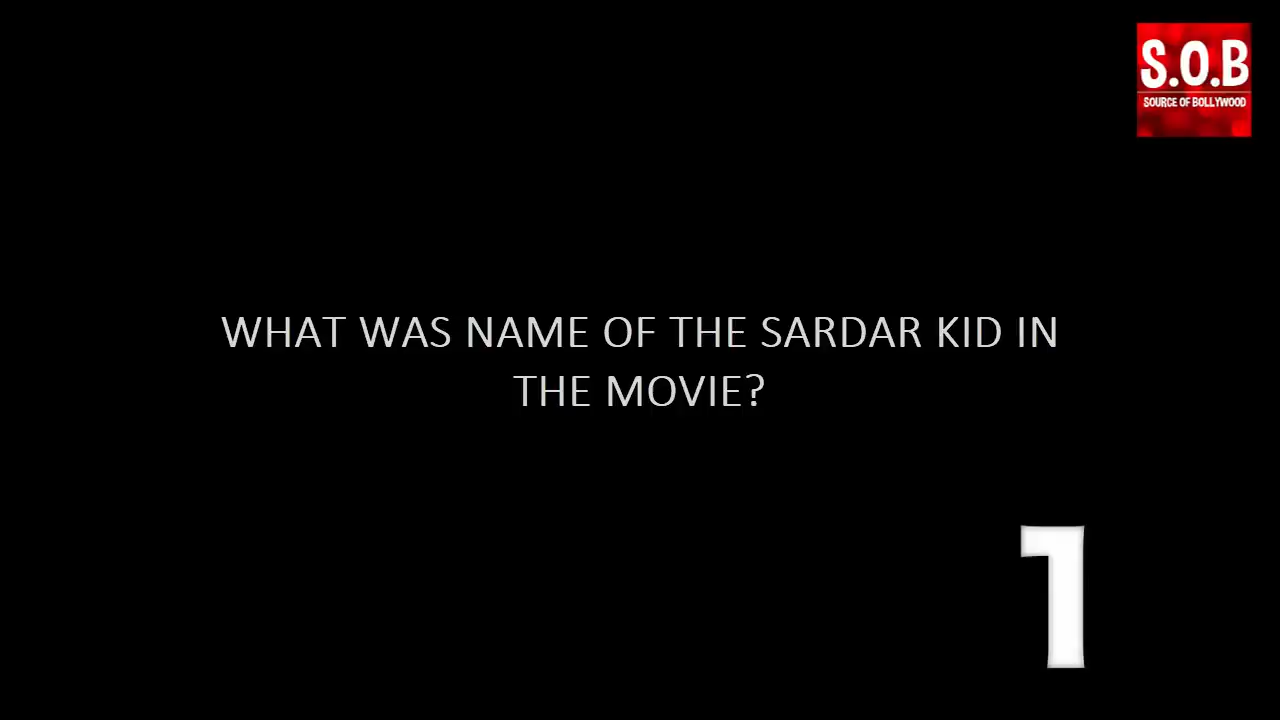 S.O.B
SOURCE OF BOLLYWOOD
WHAT WAS NAME OF THE SARDAR KID IN
THE MOVIE?
1